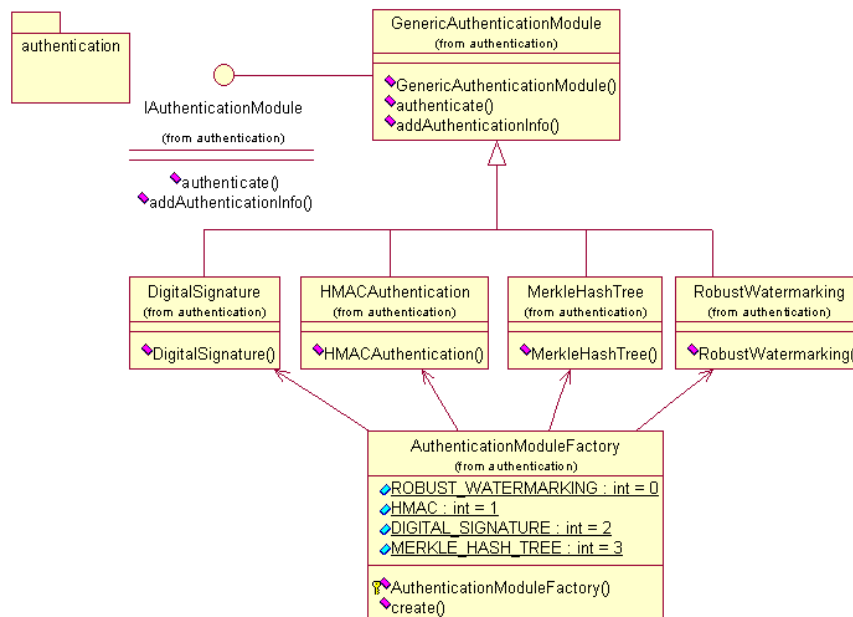 authentication
GenericAuthenticationModule
(from authentication)
GenericAuthenticationModule()
authenticate()
addAuthenticationInfo()
IAuthenticationModule
(from authentication)
authenticate()
addAuthenticationInfo()
DigitalSignature
(from authentication)
DigitalSignature()
HMACAuthentication
(from authentication)
HMACAuthentication()
MerkleHashTree
(from authentication)
MerkleHashTree()
RobustWatermarking
(from authentication)
RobustWatermarking(
AuthenticationModuleFactory
(from authentication)
ROBUST_WATERMARKING : int = 0
HMAC : int = 1
DIGITAL_SIGNATURE : int = 2
MERKLE_HASH_TREE : int = 3
AuthenticationModuleFactory()
create()